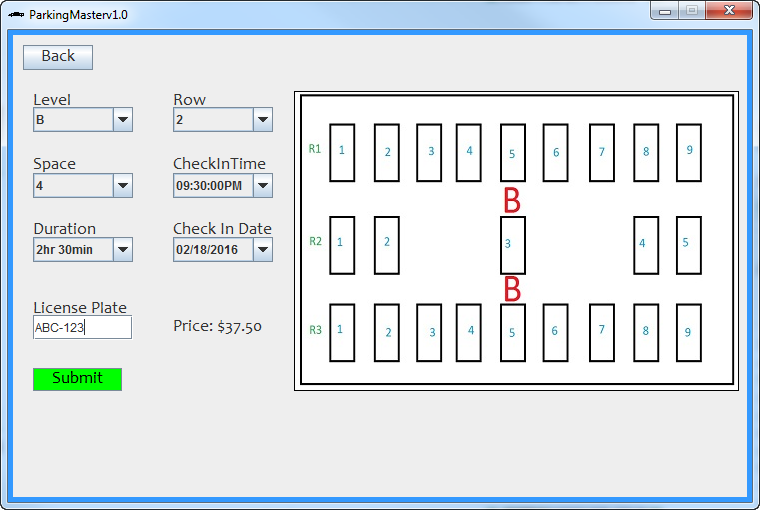 ParkingMasterv1.0
Back
Level Row
B 2
Space CheckInTime
4 09:30:00PM
Duration Check In Date
2hr 30min 02/18/2016
License Plate
ABC-123
Price: $37.50
Submit
R1 1 2 3 4 5 6 7 8 9
B
R2 1 2 3 4 5
B
R3 1 2 3 4 5 6 7 8 9